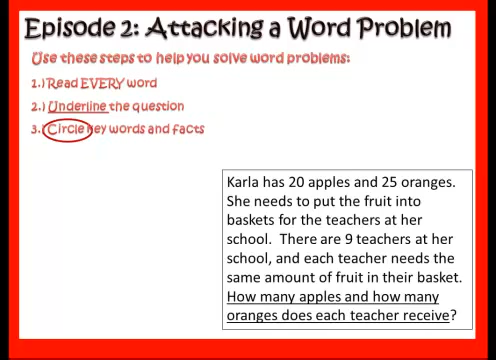 Episode 2: Attacking a Word Problem
Use these steps to help you solve word problems:
1.) Read EVERY word
2.) Underline the question
3.) Circle key words and facts
Karla has 20 apples and 25 oranges.
She needs to put the fruit into
baskets for the teachers at her
school. There are 9 teachers at her
school, and each teacher needs the
same amount of fruit in their basket.
How many apples and how many
oranges does each teacher receive?